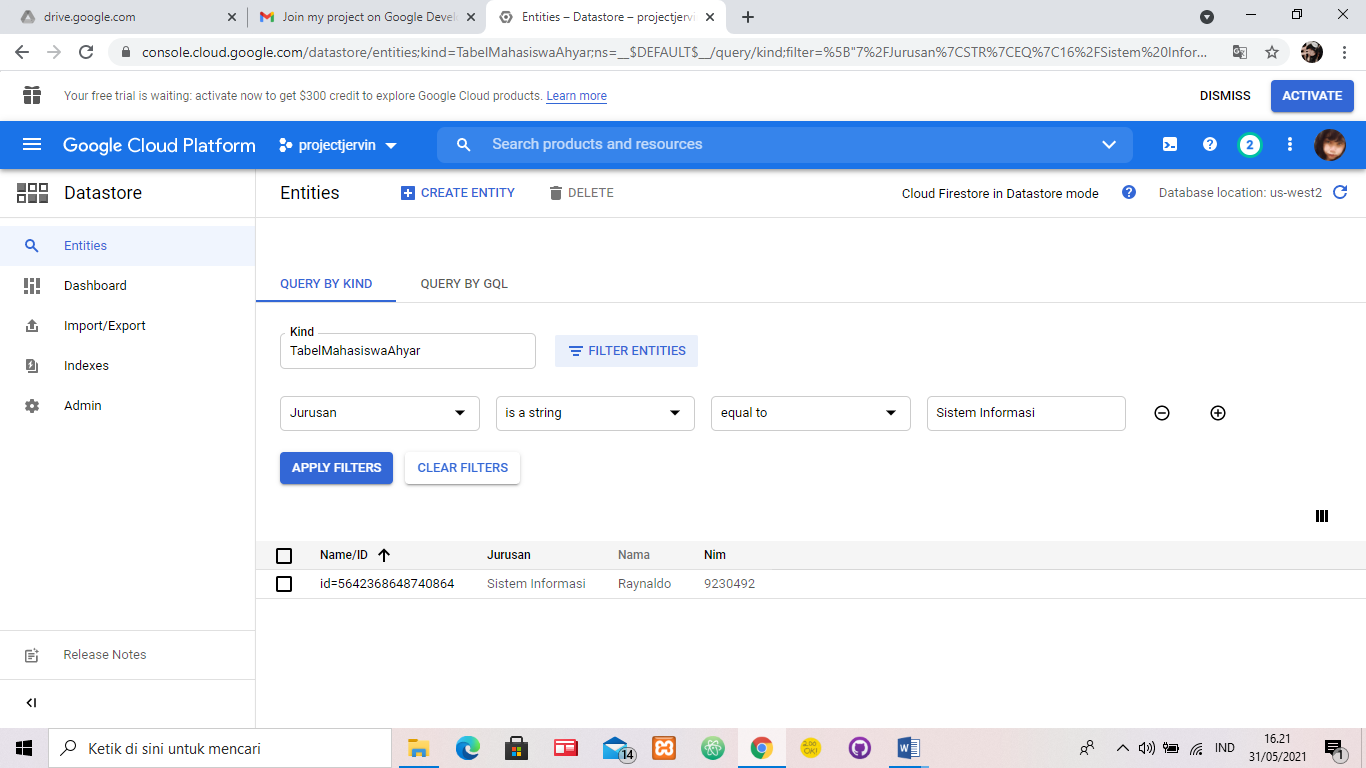 drive.google.com
Join my project on Google Devel
Entities – Datastore – projectjervi
console.cloud.google.com/datastore/entities;kind=TabelMahasiswaAhyar;ns=__$DEFAULT$__/query/kind;filter=%5B"7%2FJurusan%7CSTR%7CEQ%7C16%2FSistem%20Infor...
Your free trial is waiting: activate now to get $300 credit to explore Google Cloud products. Learn more
DISMISS
ACTIVATE
Google Cloud Platform
projectjervin
Search products and resources
2
Datastore
Entities
CREATE ENTITY
DELETE
Cloud Firestore in Datastore mode
Database location: us-west2
Entities
Dashboard
Import/Export
Indexes
Admin
QUERY BY KIND
QUERY BY GQL
Kind
TabelMahasiswaAhyar
FILTER ENTITIES
Jurusan
is a string
equal to
Sistem Informasi
APPLY FILTERS
CLEAR FILTERS
Name/ID
Jurusan
Nama
Nim
id=5642368648740864
Sistem Informasi
Raynaldo
9230492
Release Notes
Ketik di sini untuk mencari
14
IND
16.21
31/05/2021
1